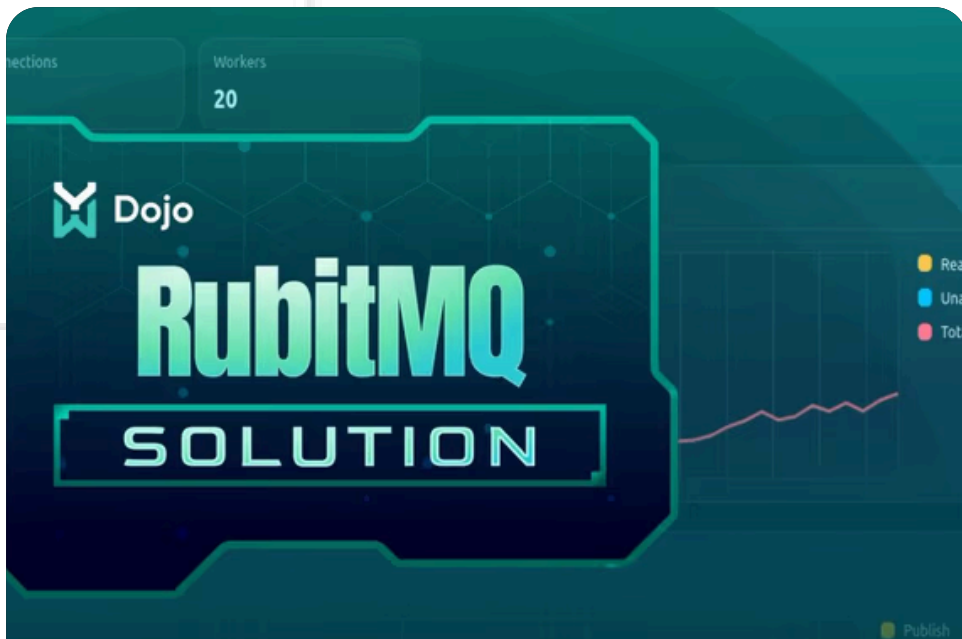 nections
Workers
20
Dojo
RubitMQ
SOLUTION
Rea
Una
Tot
Publish